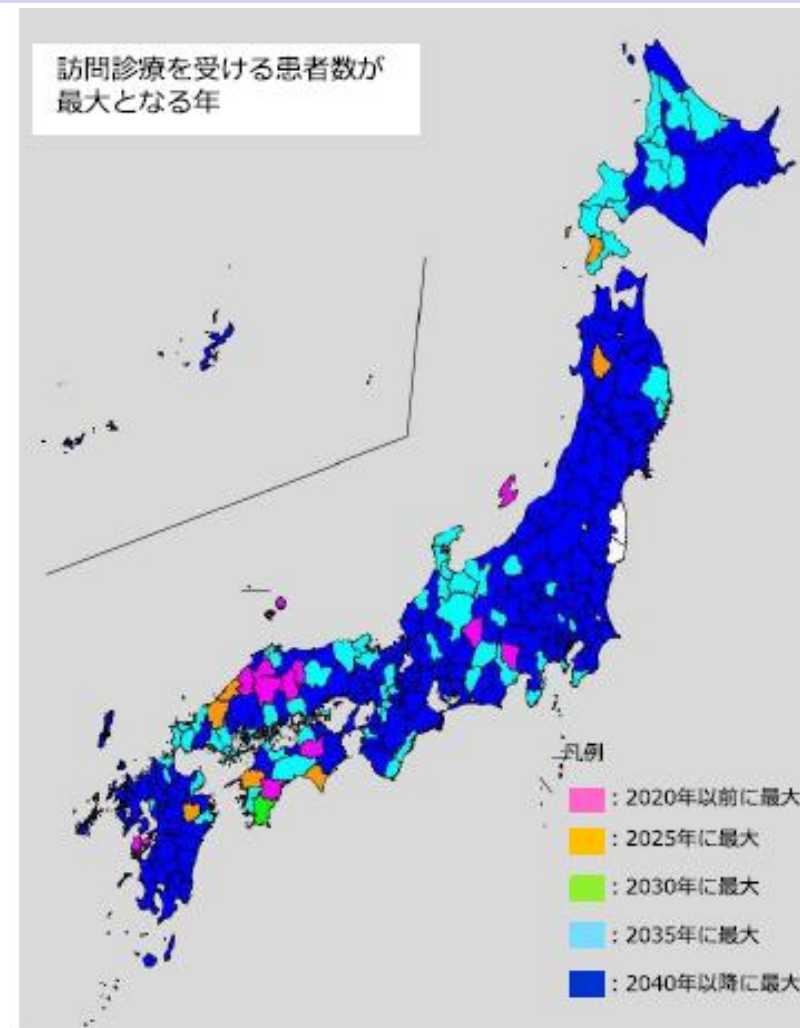 訪問診療を受ける患者数が
最大となる年
凡例
：2020年以前に最大
：2025年に最大
：2030年に最大
：2035年に最大
：2040年以降に最大